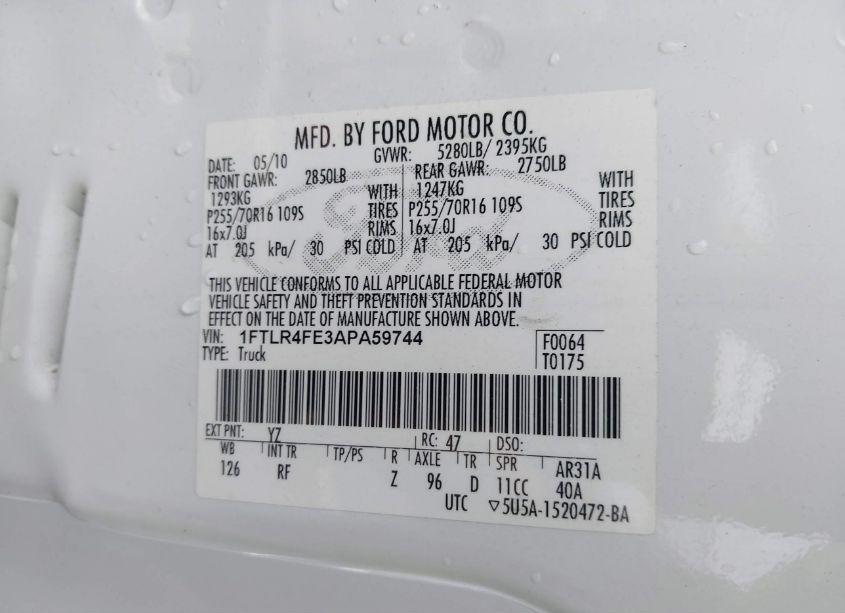 MFD. BY FORD MOTOR CO.
DATE: 05/10 GVWR: 5280LB/ 2395KG
FRONT GAWR: 2850LB REAR GAWR: 2750LB
1293KG WITH 1247KG WITH
P255/70R16 109S TIRES P255/70R16 109S TIRES
16x7.0J RIMS 16x7.0J RIMS
AT 205 kPa/ 30 PSI COLD AT 205 kPa/ 30 PSI COLD
THIS VEHICLE CONFORMS TO ALL APPLICABLE FEDERAL MOTOR
VEHICLE SAFETY AND THEFT PREVENTION STANDARDS IN
EFFECT ON THE DATE OF MANUFACTURE SHOWN ABOVE.
VIN: 1FTLR4FE3APA59744 F0064
TYPE: Truck T0175
EXT PNT: YZ RC: 47 DSO:
WB INT TR TP/PS R AXLE TR SPR AR31A
126 RF Z 96 D 11CC 40A
UTC ▽5U5A-1520472-BA